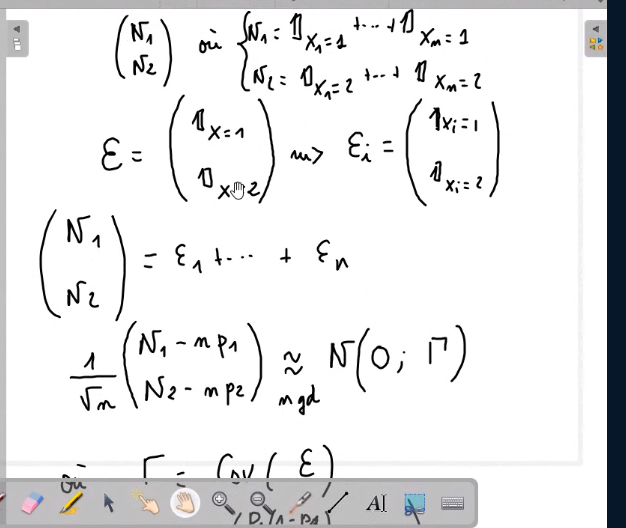 (N₁ N₂) où { N₁ = 𝟙_{X₁=1} + ... + 𝟙_{Xₙ=1}
N₂ = 𝟙_{X₁=2} + ... + 𝟙_{Xₙ=2}
ε = (𝟙_{X=1} 𝟙_{X=2}) ⇝ εᵢ = (𝟙_{Xᵢ=1} 𝟙_{Xᵢ=2})
(N₁ N₂) = ε₁ + ... + εₙ
1/√n (N₁ - np₁ N₂ - np₂) ≈ N(0; Γ)
n gd
où Γ = Cov(ε)
AI